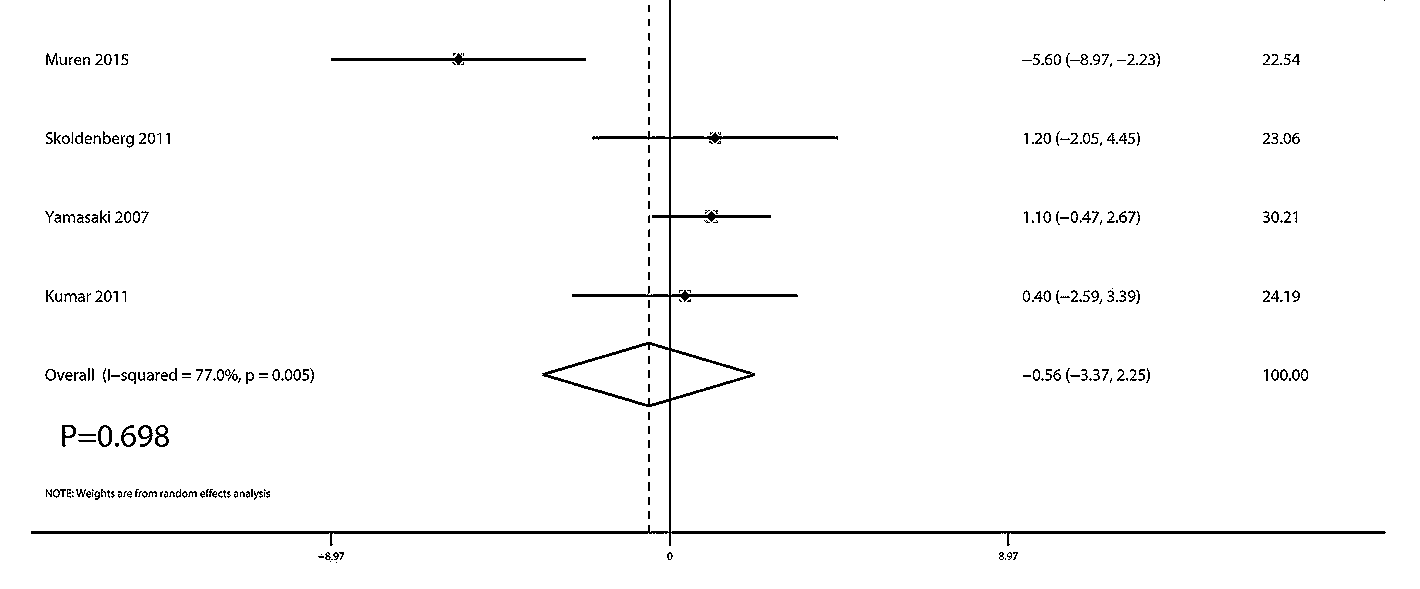 Muren 2015 −5.60 (−8.97, −2.23) 22.54
Skoldenberg 2011 1.20 (−2.05, 4.45) 23.06
Yamasaki 2007 1.10 (−0.47, 2.67) 30.21
Kumar 2011 0.40 (−2.59, 3.39) 24.19
Overall (I−squared = 77.0%, p = 0.005) −0.56 (−3.37, 2.25) 100.00
P=0.698
NOTE: Weights are from random effects analysis
−8.97 0 8.97